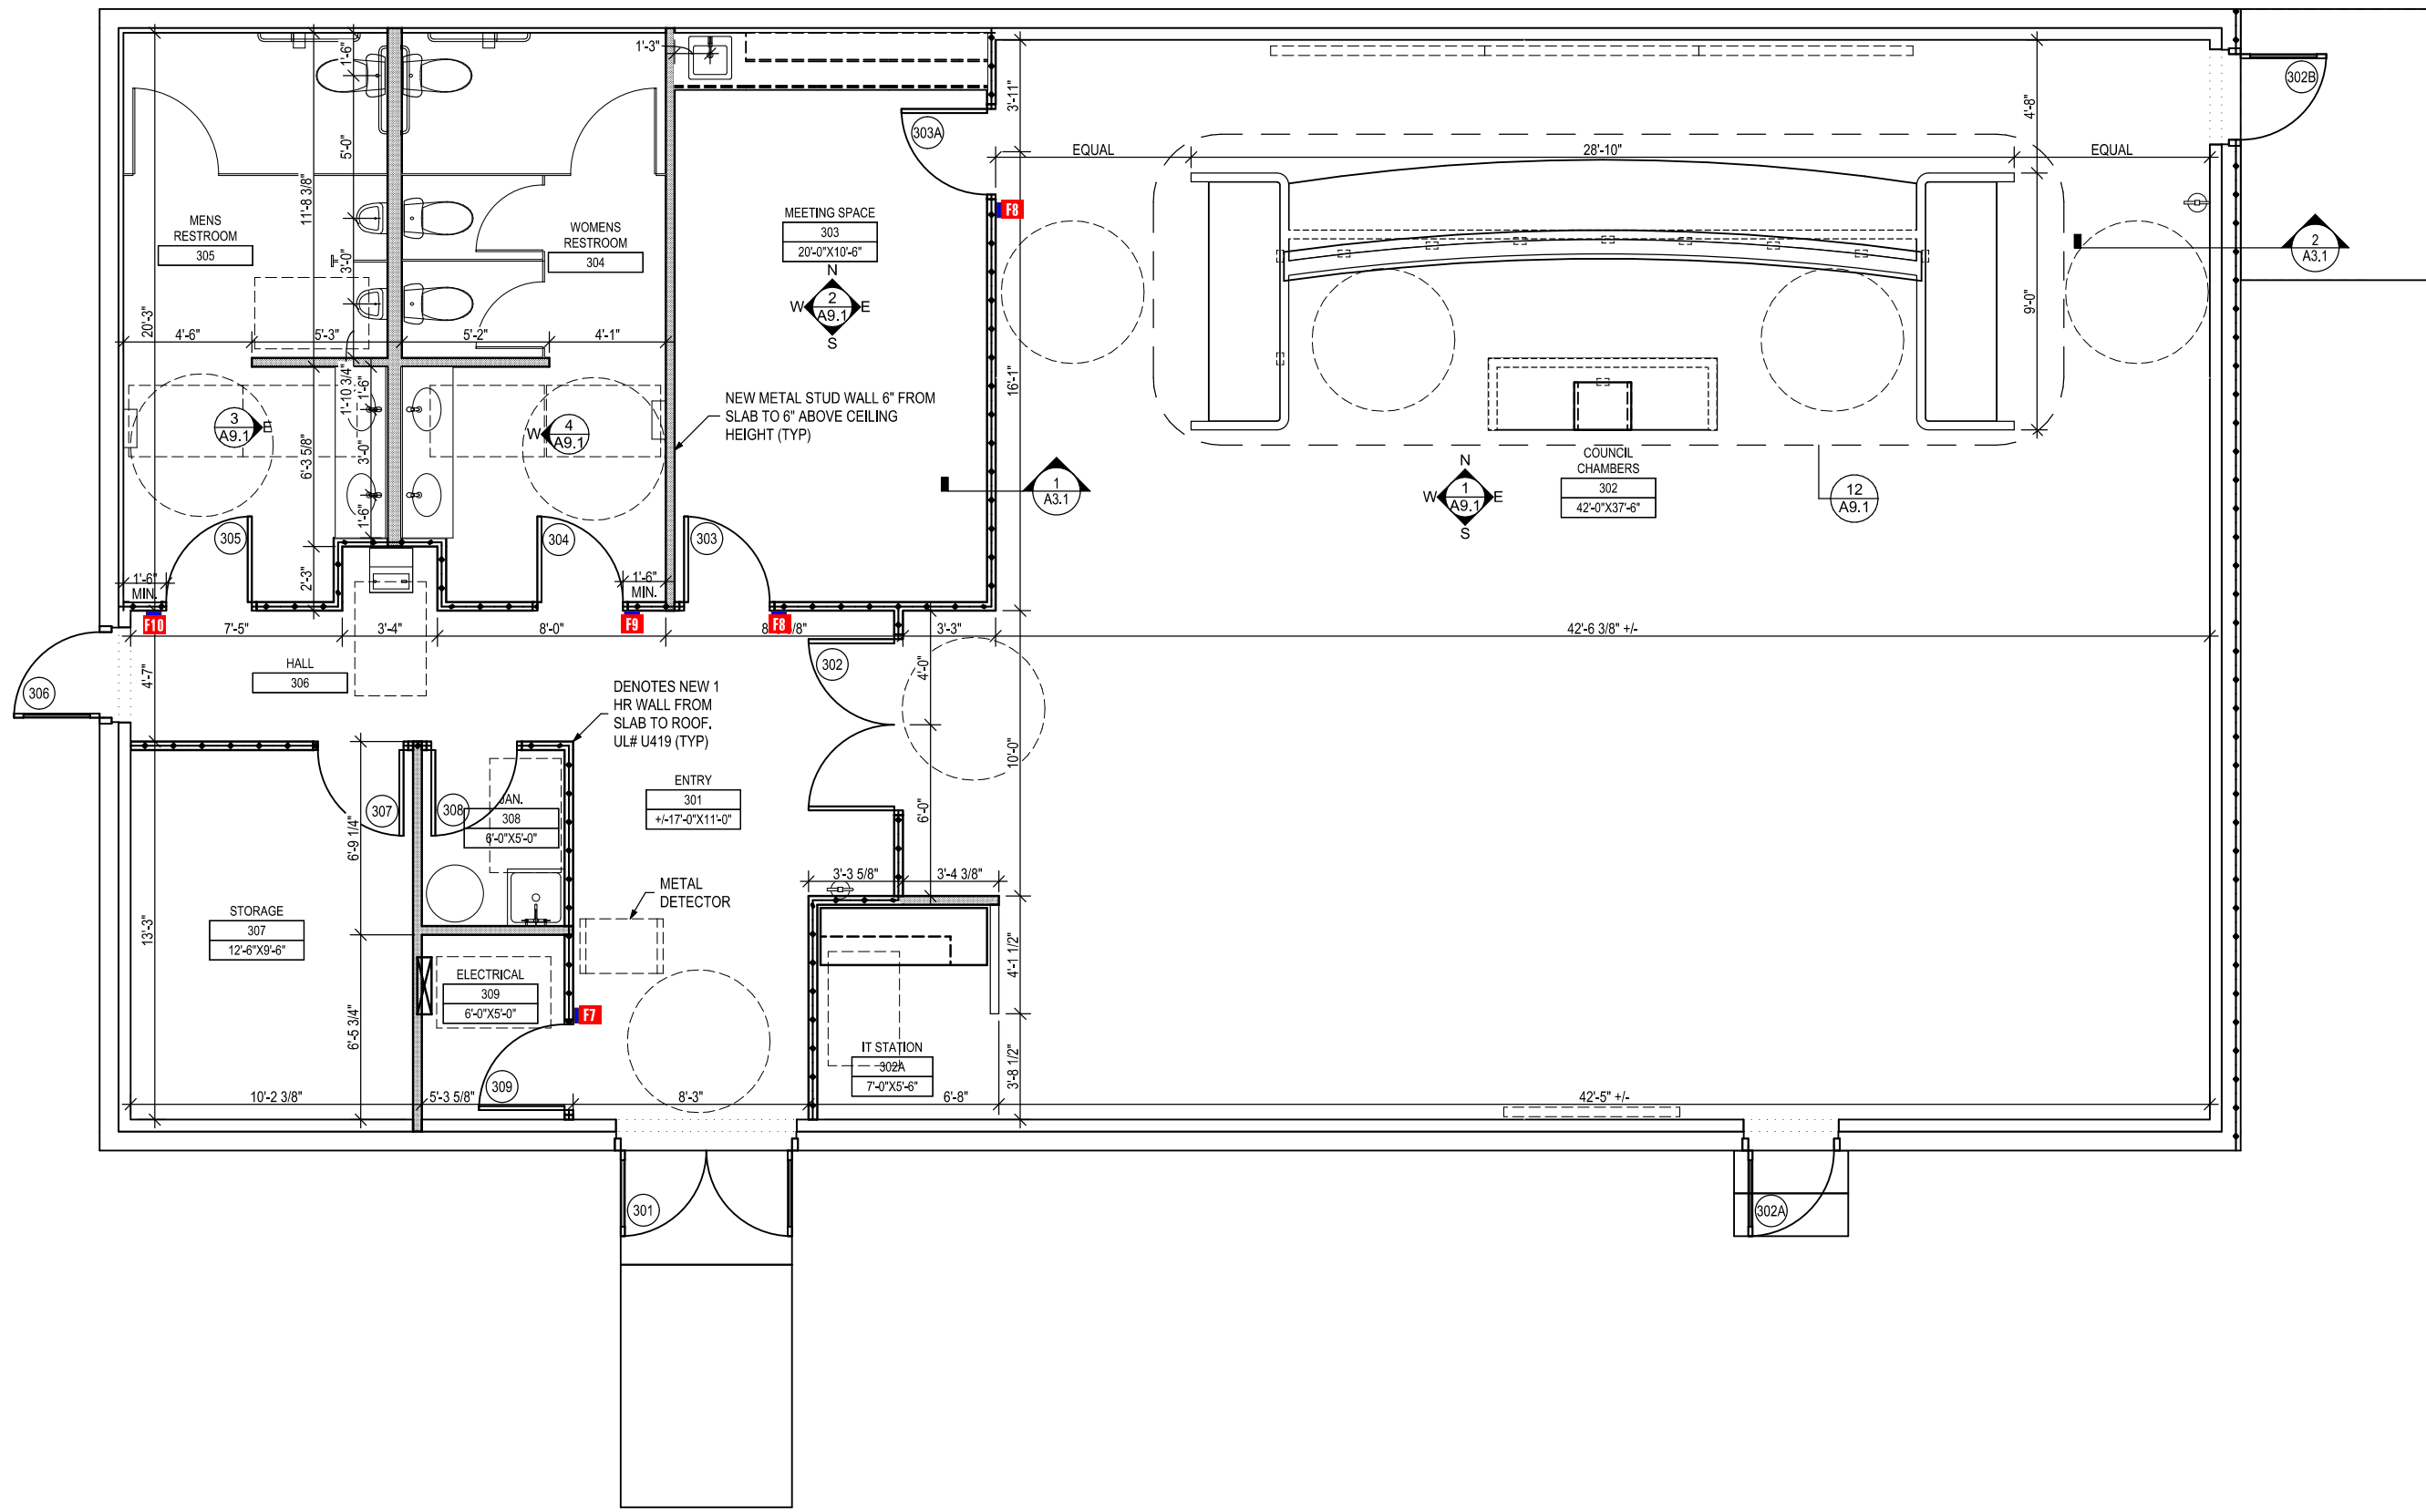 1'-6"
1'-3"
302B
3'-11"
4'-8"
303A
5'-0"
EQUAL
28'-10"
EQUAL
11'-8 3/8"
MENS
RESTROOM
305
WOMENS
RESTROOM
304
MEETING SPACE
303
20'-0"X10'-6"
F8
2
A3.1
3'-0"
N
W
2
A9.1
E
S
20'-3"
4'-6"
5'-3"
5'-2"
4'-1"
9'-0"
1'-10 3/4"
1'-6"
16'-1"
NEW METAL STUD WALL 6" FROM
SLAB TO 6" ABOVE CEILING
HEIGHT (TYP)
3
A9.1
E
W
4
A9.1
6'-3 5/8"
3'-0"
COUNCIL
CHAMBERS
302
42'-0"X37'-6"
N
W
1
A9.1
E
S
1
A3.1
12
A9.1
1'-6"
305
304
303
2'-3"
1'-6"
MIN.
1'-6"
MIN.
F10
F9
F8
7'-5"
3'-4"
8'-0"
3'-3"
42'-6 3/8" +/-
4'-7"
HALL
306
306
302
4'-0"
DENOTES NEW 1
HR WALL FROM
SLAB TO ROOF.
UL# U419 (TYP)
10'-0"
ENTRY
301
+/-17'-0"X11'-0"
307
308
JAN.
308
6'-0"X5'-0"
6'-0"
6'-9 1/4"
3'-3 5/8"
3'-4 3/8"
METAL
DETECTOR
STORAGE
307
12'-6"X9'-6"
13'-3"
4'-1 1/2"
ELECTRICAL
309
6'-0"X5'-0"
F7
6'-5 3/4"
IT STATION
302A
7'-0"X5'-6"
3'-8 1/2"
309
10'-2 3/8"
5'-3 5/8"
8'-3"
6'-8"
42'-5" +/-
301
302A